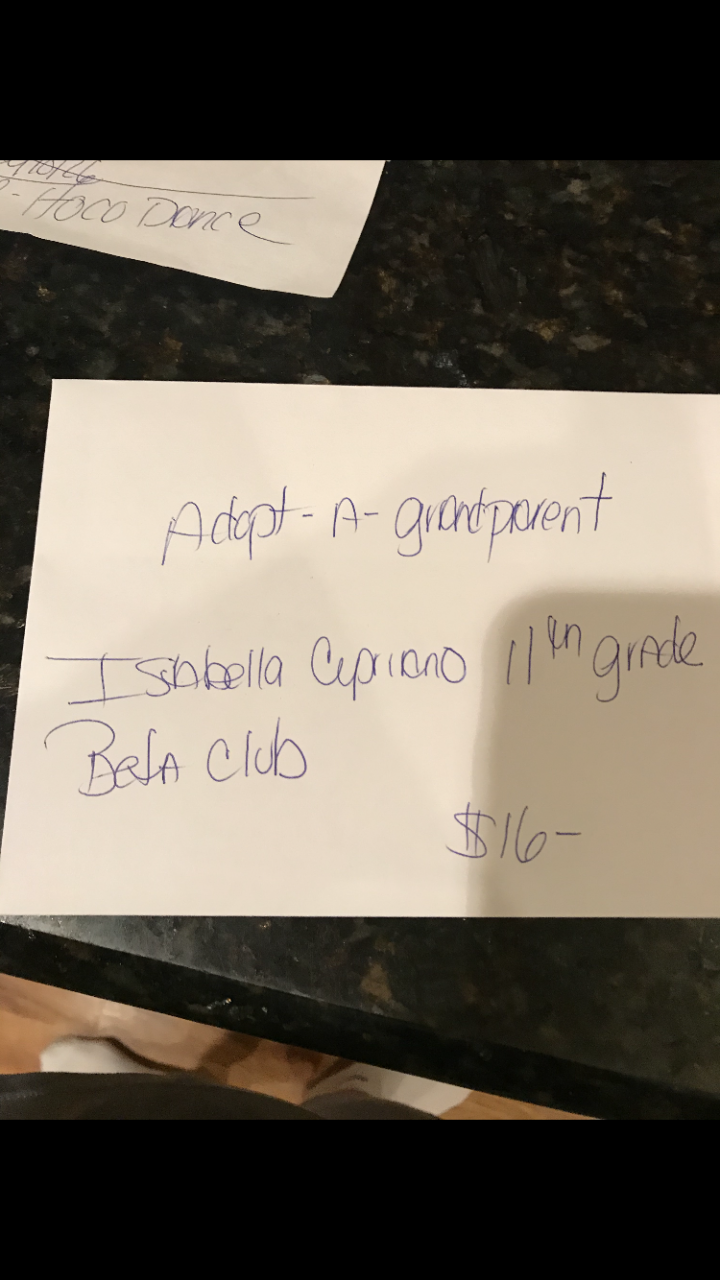 - Hoco Dance
Adopt-A-grandparent
Isabella Cipriano 11th grade
Beta Club
$16-